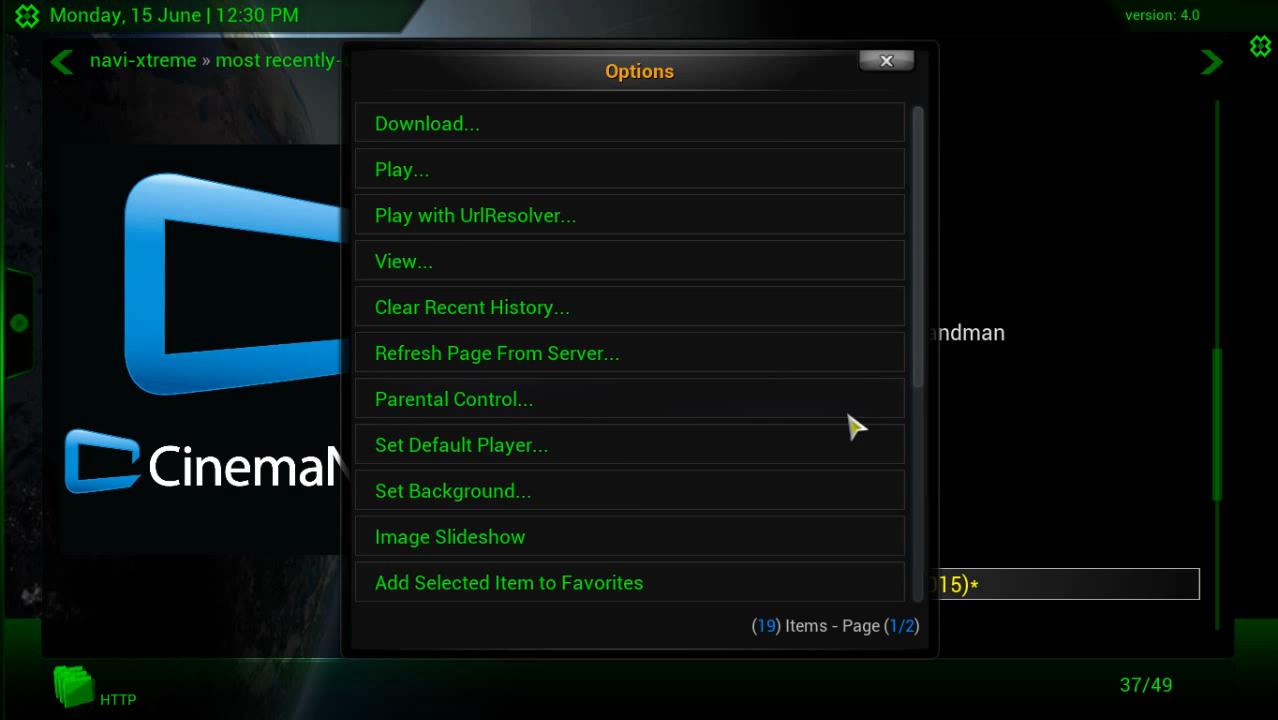 Monday, 15 June | 12:30 PM
version: 4.0
navi-xtreme » most recently-
Options
Download...
Play...
Play with UrlResolver...
View...
Clear Recent History...
Refresh Page From Server...
Parental Control...
Set Default Player...
Set Background...
Image Slideshow
Add Selected Item to Favorites
andman
CinemaN
015)*
(19) Items - Page (1/2)
HTTP
37/49